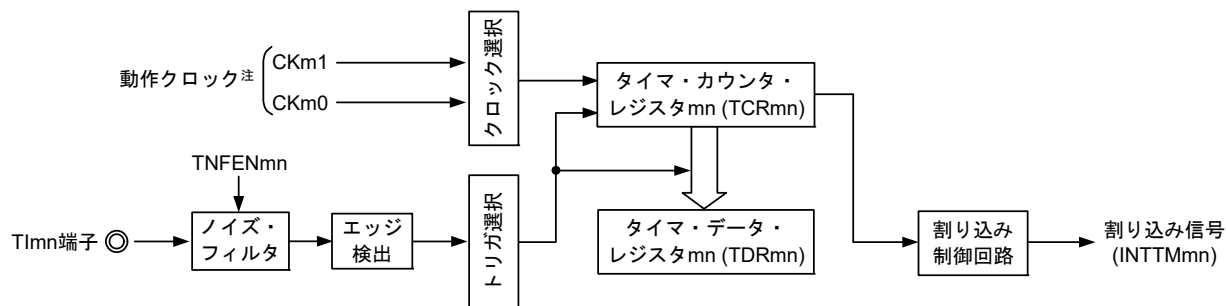 動作クロック注
CKm1
CKm0
クロック選択
タイマ・カウンタ・
レジスタmn (TCRmn)
TNFENmn
TImn端子
ノイズ・
フィルタ
エッジ
検出
トリガ選択
タイマ・データ・
レジスタmn (TDRmn)
割り込み
制御回路
割り込み信号
(INTTMmn)